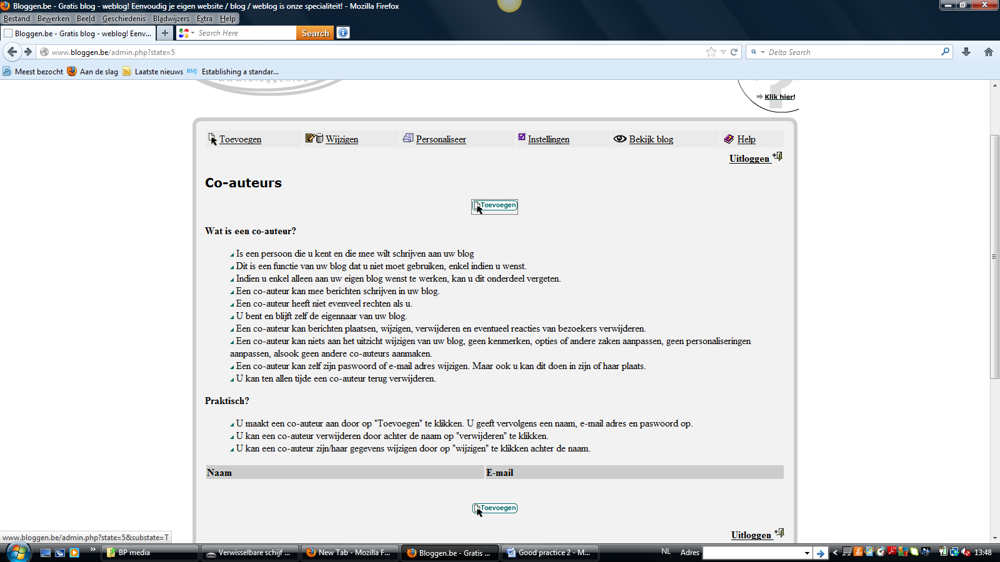 Bloggen.be - Gratis blog - weblog! Eenvoudig je eigen website / blog / weblog is onze specialiteit! - Mozilla Firefox
Bestand Bewerken Beeld Geschiedenis Bladwijzers Extra Help
Bloggen.be - Gratis blog - weblog! Eenv... Search Here Search
www.bloggen.be/admin.php?state=5 Delta Search
Meest bezocht Aan de slag Laatste nieuws BMJ Establishing a standar...
www.bloggen.be
Klik hier!
Toevoegen Wijzigen Personaliseer Instellingen Bekijk blog Help
Uitloggen
Co-auteurs
Toevoegen
Wat is een co-auteur?
Is een persoon die u kent en die mee wilt schrijven aan uw blog
Dit is een functie van uw blog dat u niet moet gebruiken, enkel indien u wenst.
Indien u enkel alleen aan uw eigen blog wenst te werken, kan u dit onderdeel vergeten.
Een co-auteur kan mee berichten schrijven in uw blog.
Een co-auteur heeft niet evenveel rechten als u.
U bent en blijft zelf de eigennaar van uw blog.
Een co-auteur kan berichten plaatsen, wijzigen, verwijderen en eventueel reacties van bezoekers verwijderen.
Een co-auteur kan niets aan het uitzicht wijzigen van uw blog, geen kenmerken, opties of andere zaken aanpassen, geen personaliseringen
aanpassen, alsook geen andere co-auteurs aanmaken.
Een co-auteur kan zelf zijn paswoord of e-mail adres wijzigen. Maar ook u kan dit doen in zijn of haar plaats.
U kan ten allen tijde een co-auteur terug verwijderen.
Praktisch?
U maakt een co-auteur aan door op "Toevoegen" te klikken. U geeft vervolgens een naam, e-mail adres en paswoord op.
U kan een co-auteur verwijderen door achter de naam op "verwijderen" te klikken.
U kan een co-auteur zijn/haar gegevens wijzigen door op "wijzigen" te klikken achter de naam.
Naam E-mail
Toevoegen
Uitloggen
www.bloggen.be/admin.php?state=5&substate=T
BP media Verwisselbare schijf ... New Tab - Mozilla F... Bloggen.be - Gratis ... Good practice 2 - M... NL Adres 13:48